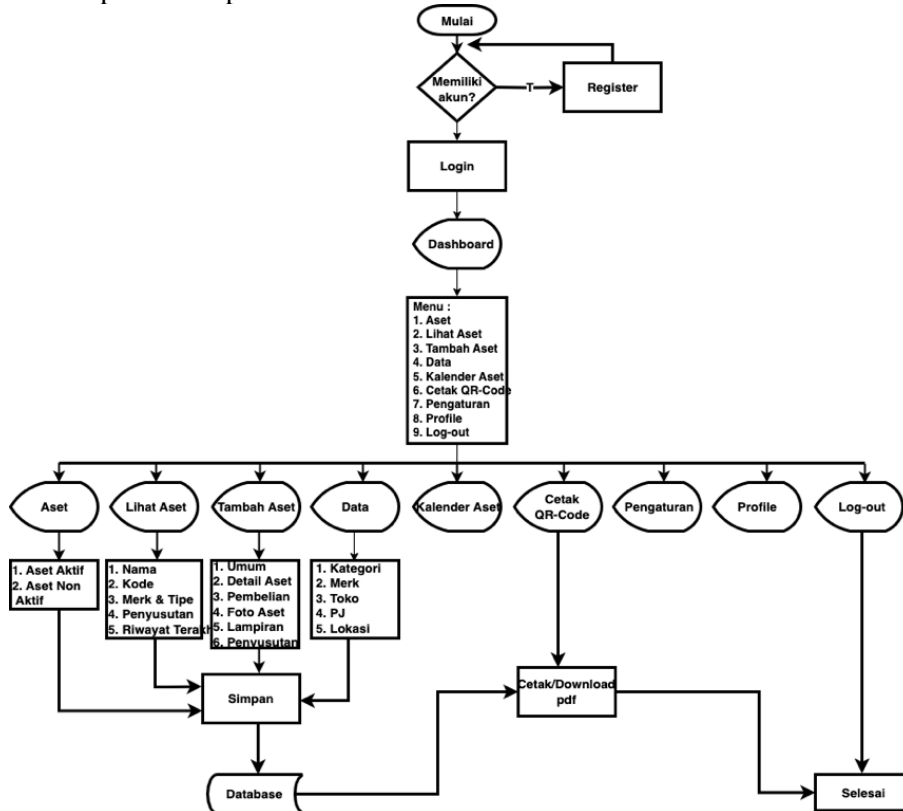 Mulai
Memiliki
akun?
T
Register
Login
Dashboard
Menu :
1. Aset
2. Lihat Aset
3. Tambah Aset
4. Data
5. Kalender Aset
6. Cetak QR-Code
7. Pengaturan
8. Profile
9. Log-out
Aset
Lihat Aset
Tambah Aset
Data
Kalender Aset
Cetak
QR-Code
Pengaturan
Profile
Log-out
1. Aset Aktif
2. Aset Non
Aktif
1. Nama
2. Kode
3. Merk & Tipe
4. Penyusutan
5. Riwayat
1. Umum
2. Detail Aset
3. Pembelian
4. Foto Aset
5. Lampiran
6. Penyusutan
1. Kategori
2. Merk
3. Toko
4. PJ
5. Lokasi
Simpan
Cetak/Download
pdf
Database
Selesai